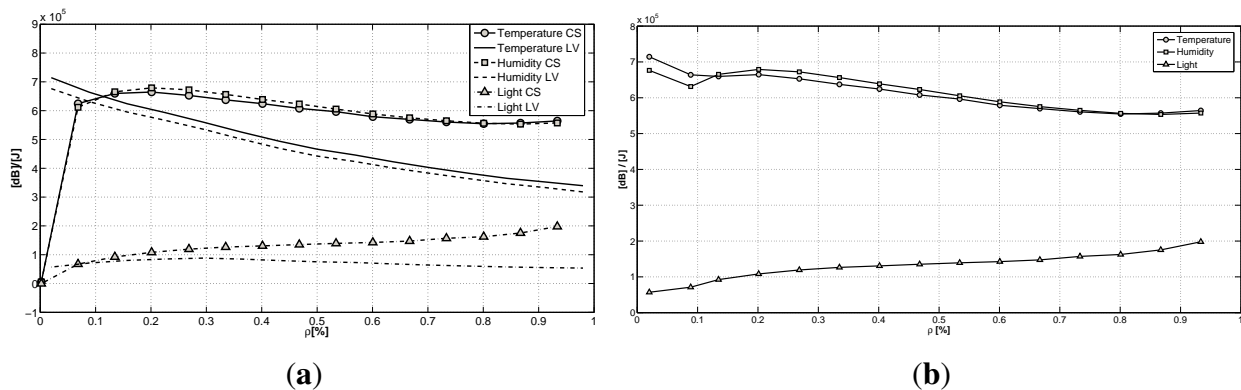 x 10⁵
9
8
7
6
5
4
3
2
1
0
−1
[dB]/[J]
0 0.1 0.2 0.3 0.4 0.5 0.6 0.7 0.8 0.9 1
ρ[%]
Temperature CS
Temperature LV
Humidity CS
Humidity LV
Light CS
Light LV
(a)
x 10⁵
8
7
6
5
4
3
2
1
0
[dB] / [J]
0 0.1 0.2 0.3 0.4 0.5 0.6 0.7 0.8 0.9 1
ρ [%]
Temperature
Humidity
Light
(b)